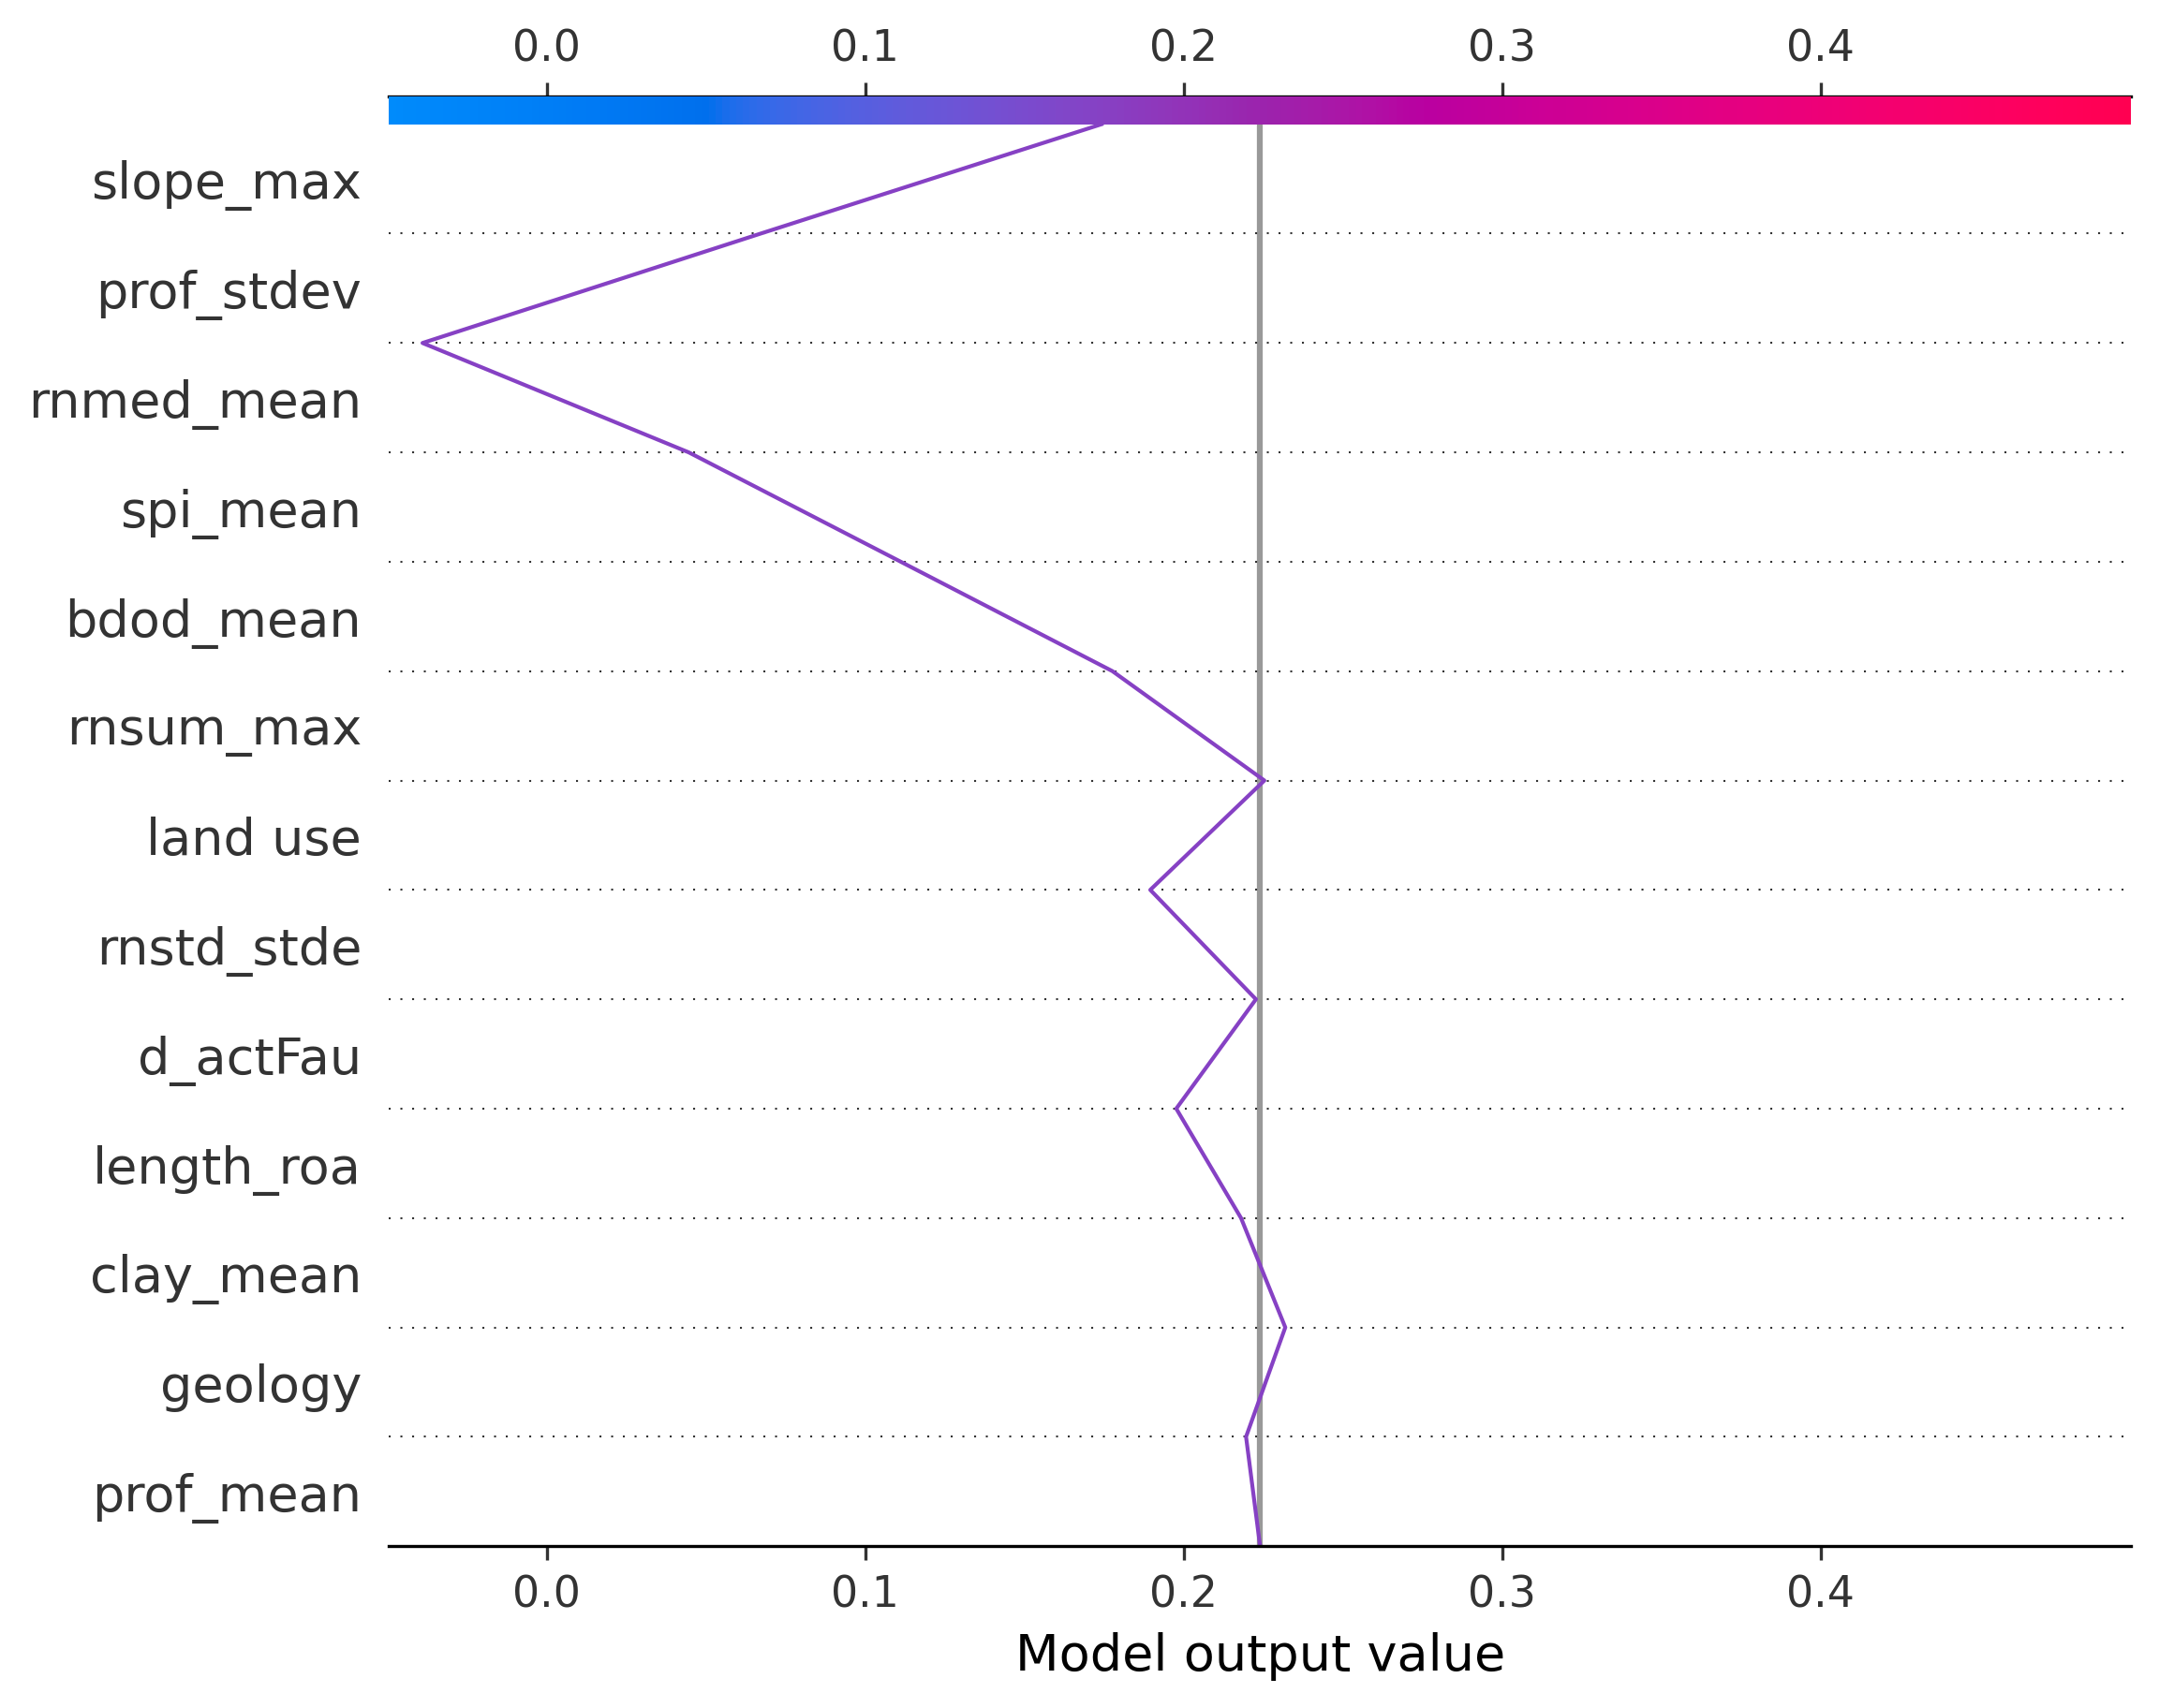 0.0 0.1 0.2 0.3 0.4
slope_max
prof_stdev
rnmed_mean
spi_mean
bdod_mean
rnsum_max
land use
rnstd_stde
d_actFau
length_roa
clay_mean
geology
prof_mean
0.0 0.1 0.2 0.3 0.4
Model output value